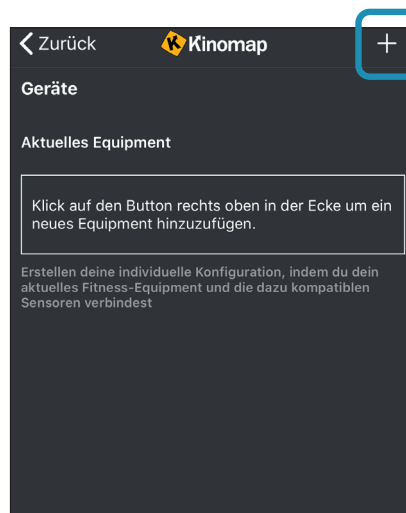 Zurück Kinomap +
Geräte
Aktuelles Equipment
Klick auf den Button rechts oben in der Ecke um ein
neues Equipment hinzuzufügen.
Erstellen deine individuelle Konfiguration, indem du dein
aktuelles Fitness-Equipment und die dazu kompatiblen
Sensoren verbindest